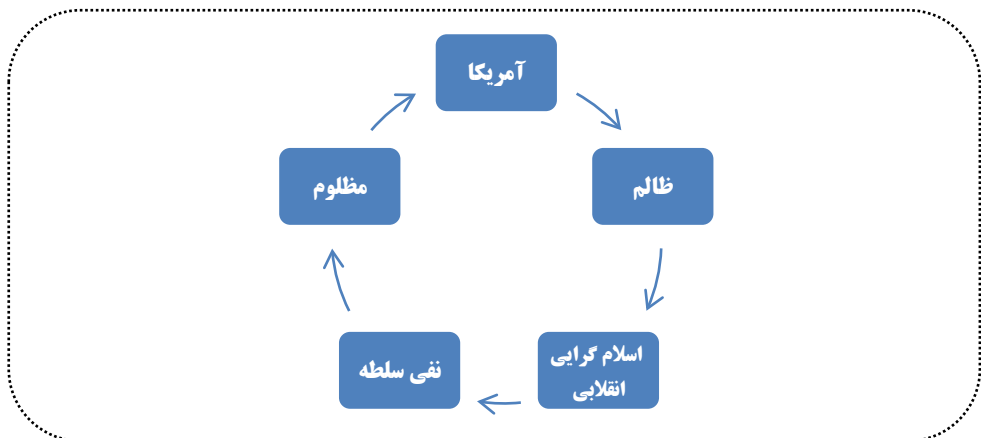 آمریکا
ظالم
اسلام گرایی
انقلابی
نفی سلطه
مظلوم